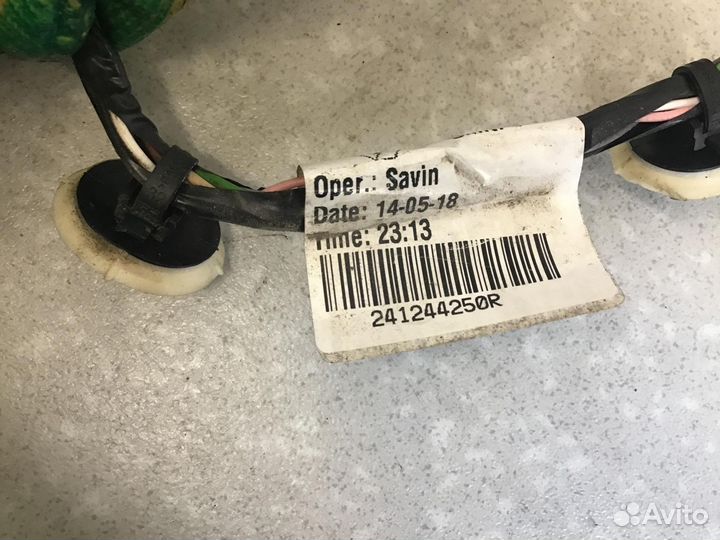 Oper.: Savin
Date: 14-05-18
Time: 23:13
241244250R
Avito